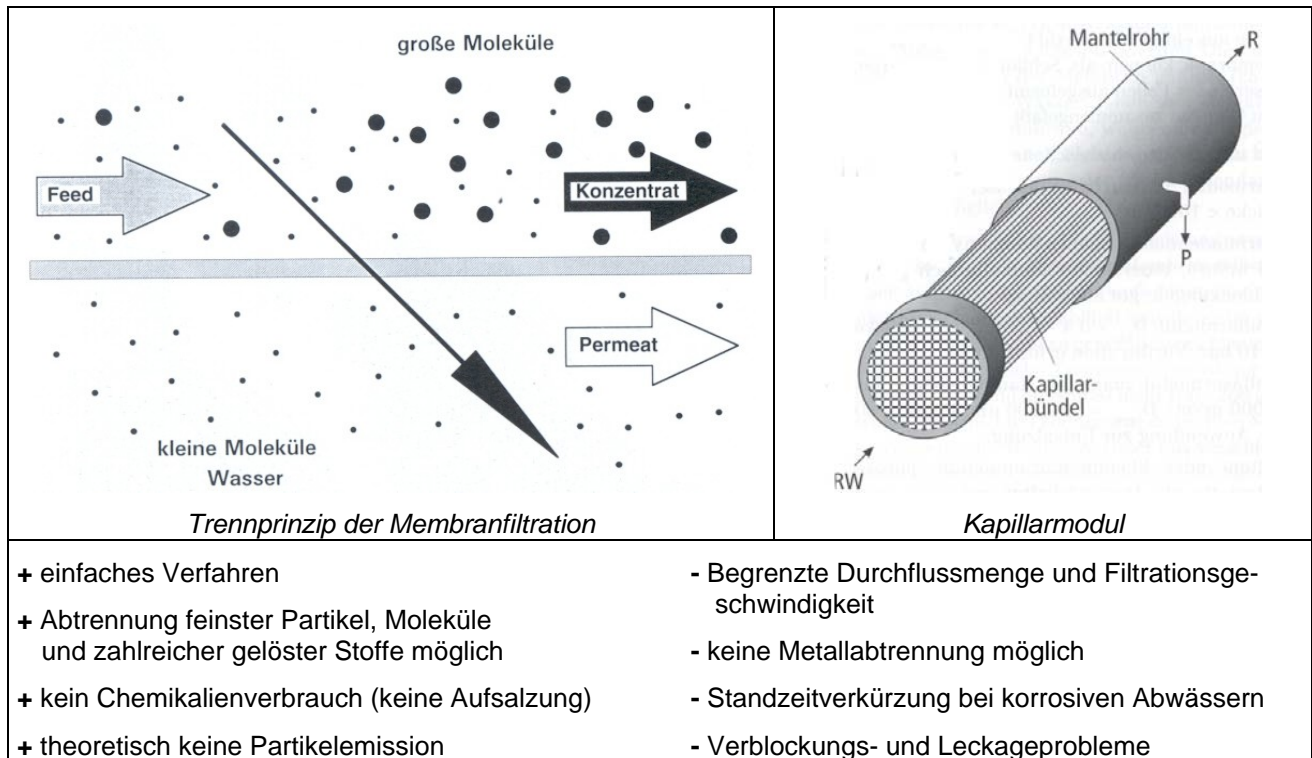 große Moleküle
Feed
Konzentrat
Permeat
kleine Moleküle
Wasser
Trennprinzip der Membranfiltration
Mantelrohr
R
P
Kapillar-
bündel
RW
Kapillarmodul
+ einfaches Verfahren
+ Abtrennung feinster Partikel, Moleküle
und zahlreicher gelöster Stoffe möglich
+ kein Chemikalienverbrauch (keine Aufsalzung)
+ theoretisch keine Partikelemission
- Begrenzte Durchflussmenge und Filtrationsge-
schwindigkeit
- keine Metallabtrennung möglich
- Standzeitverkürzung bei korrosiven Abwässern
- Verblockungs- und Leckageprobleme